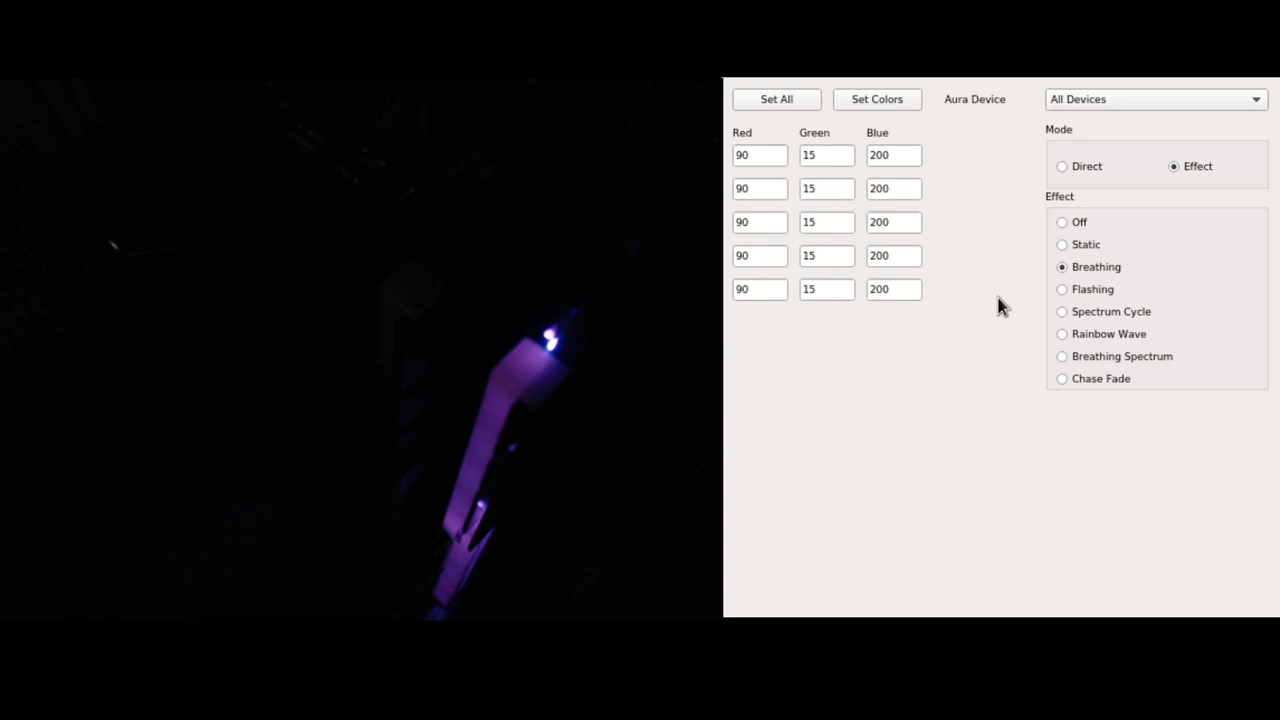 Set All Set Colors Aura Device All Devices
Red Green Blue
90 15 200
90 15 200
90 15 200
90 15 200
90 15 200
Mode
Direct Effect
Effect
Off
Static
Breathing
Flashing
Spectrum Cycle
Rainbow Wave
Breathing Spectrum
Chase Fade